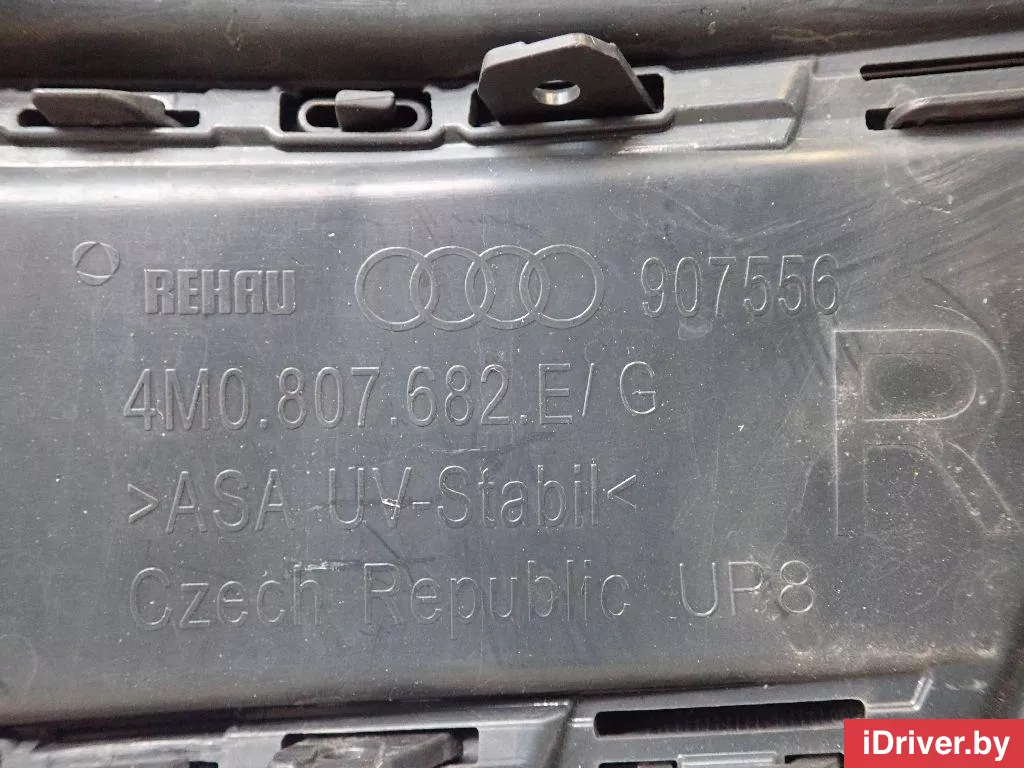 REHAU 907556
4M0.807.682.E/G
>ASA UV-Stabil<
Czech Republic UP8
R
iDriver.by